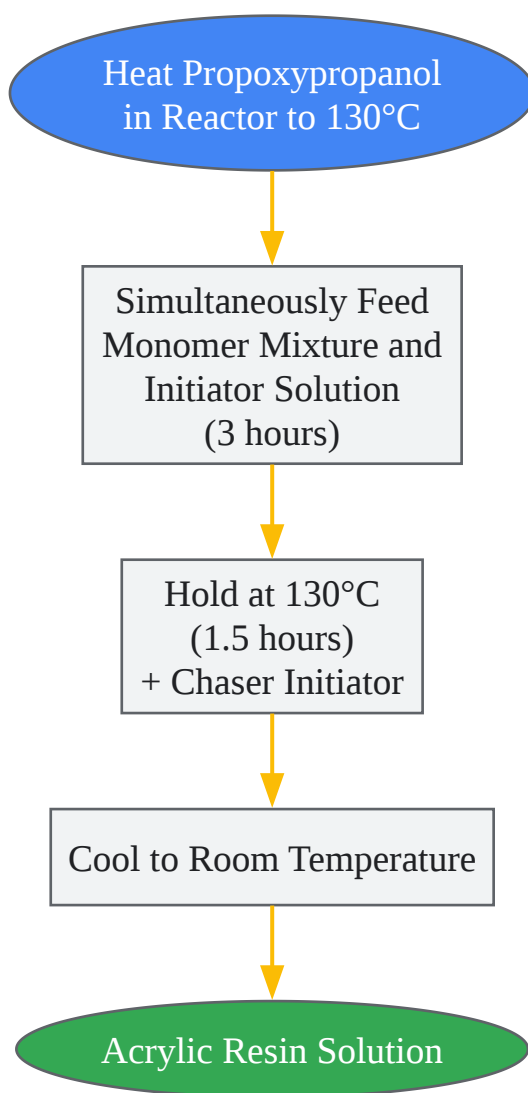 Heat Propoxypropanol
in Reactor to 130°C
Simultaneously Feed
Monomer Mixture and
Initiator Solution
(3 hours)
Hold at 130°C
(1.5 hours)
+ Chaser Initiator
Cool to Room Temperature
Acrylic Resin Solution